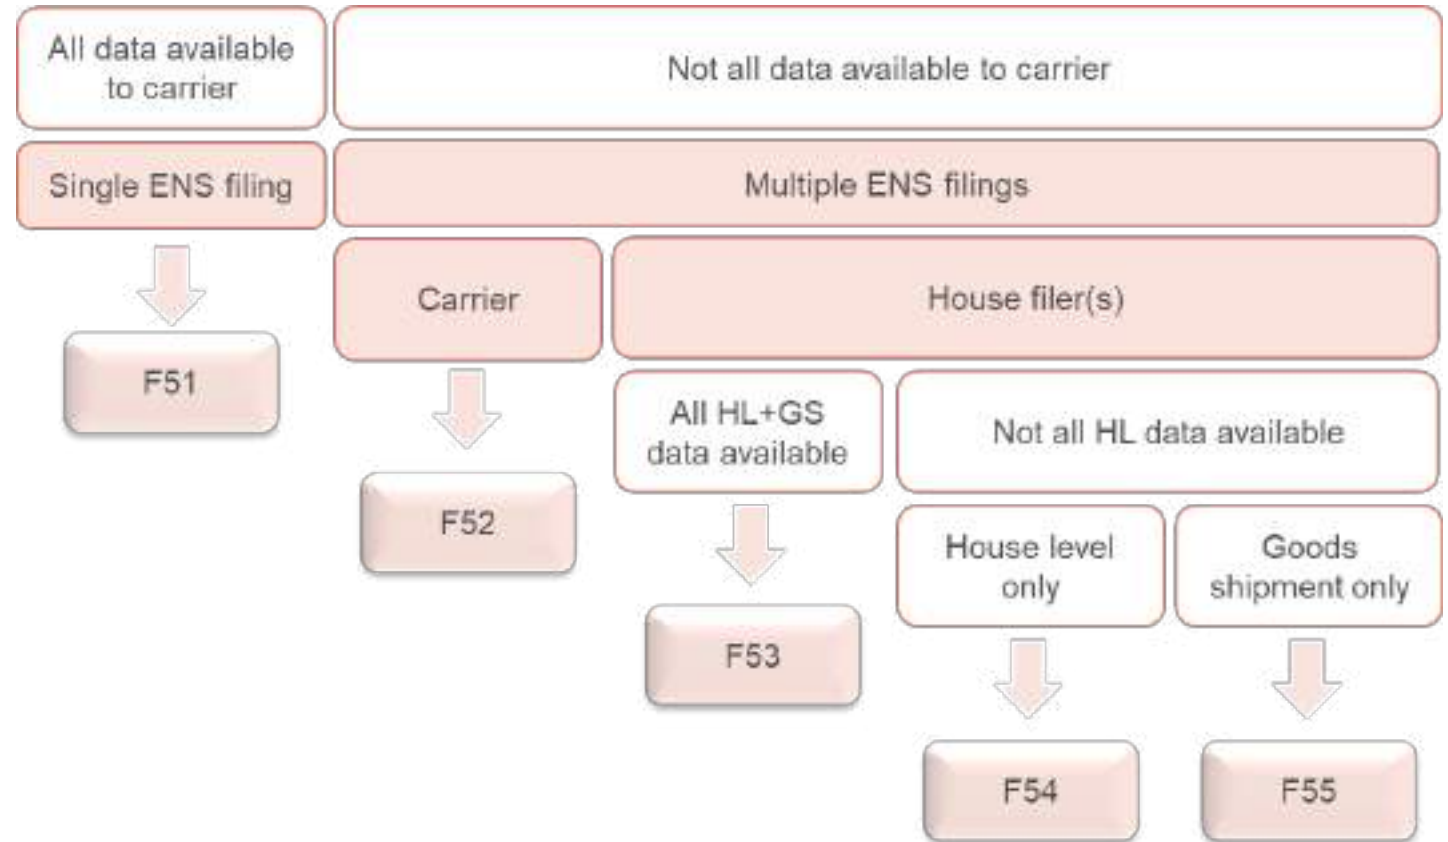 All data available
to carrier
Not all data available to carrier
Single ENS filing
Multiple ENS filings
Carrier
House filer(s)
F51
All HL+GS
data available
Not all HL data available
F52
House level
only
Goods
shipment only
F53
F54
F55